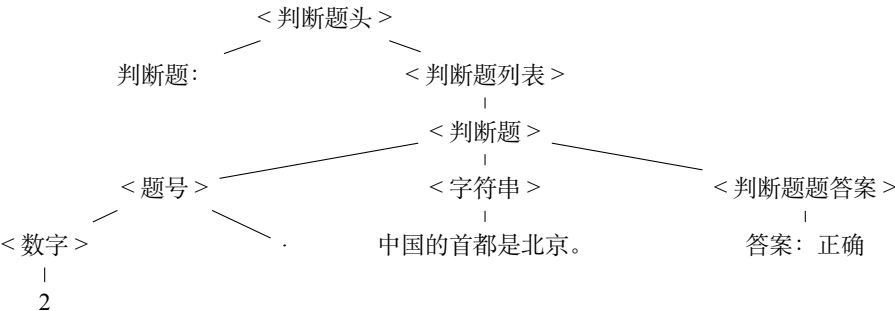 <判断题头>
判断题： <判断题列表>
<判断题>
<题号> <字符串> <判断题题答案>
<数字> . 中国的首都是北京。 答案：正确
2